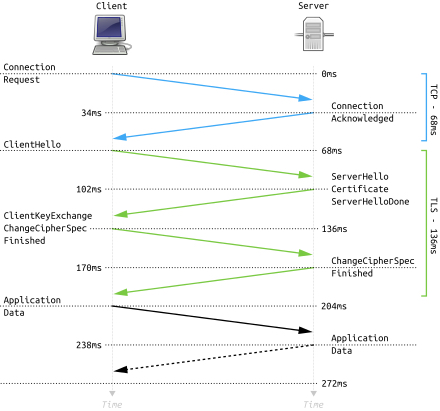 Client
Server
Connection
Request
0ms
34ms
Connection
Acknowledged
TCP - 68ms
ClientHello
68ms
102ms
ServerHello
Certificate
ServerHelloDone
ClientKeyExchange
ChangeCipherSpec
Finished
136ms
TLS - 136ms
170ms
ChangeCipherSpec
Finished
Application
Data
204ms
238ms
Application
Data
272ms
Time
Time